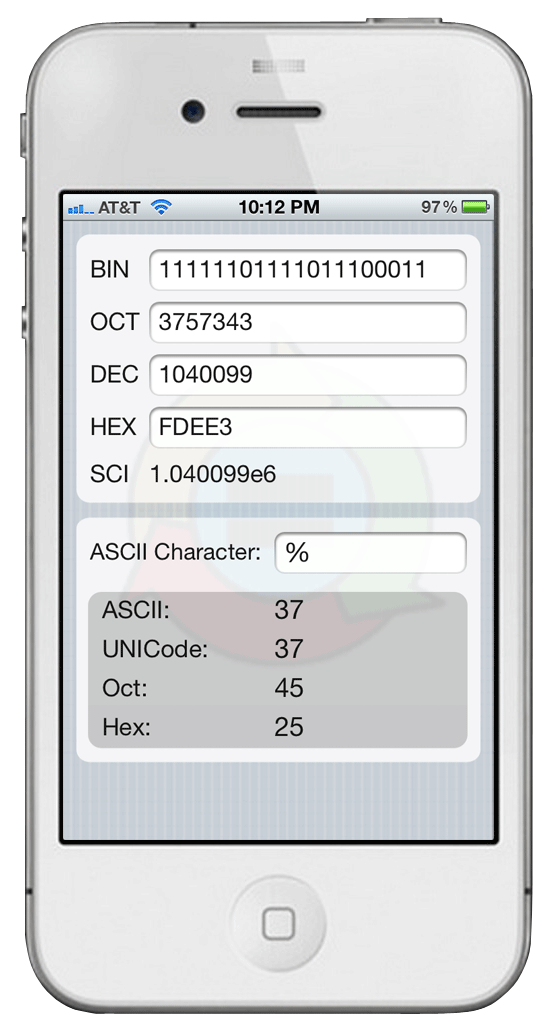 AT&T 10:12 PM 97%
BIN 11111101111011100011
OCT 3757343
DEC 1040099
HEX FDEE3
SCI 1.040099e6
ASCII Character: %
ASCII: 37
UNICode: 37
Oct: 45
Hex: 25